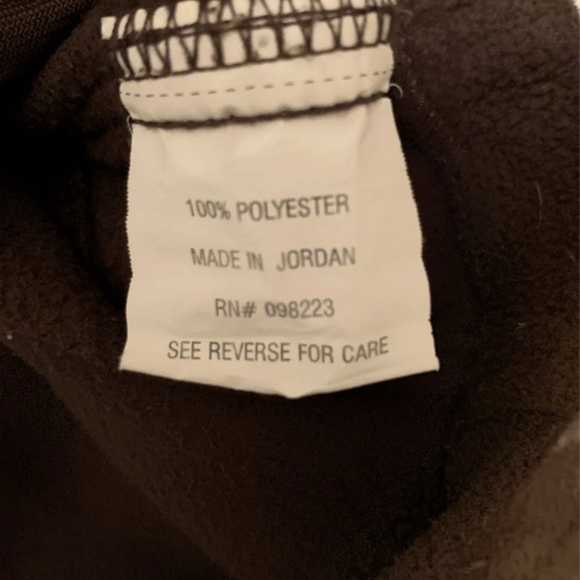 100% POLYESTER
MADE IN JORDAN
RN# 098223
SEE REVERSE FOR CARE